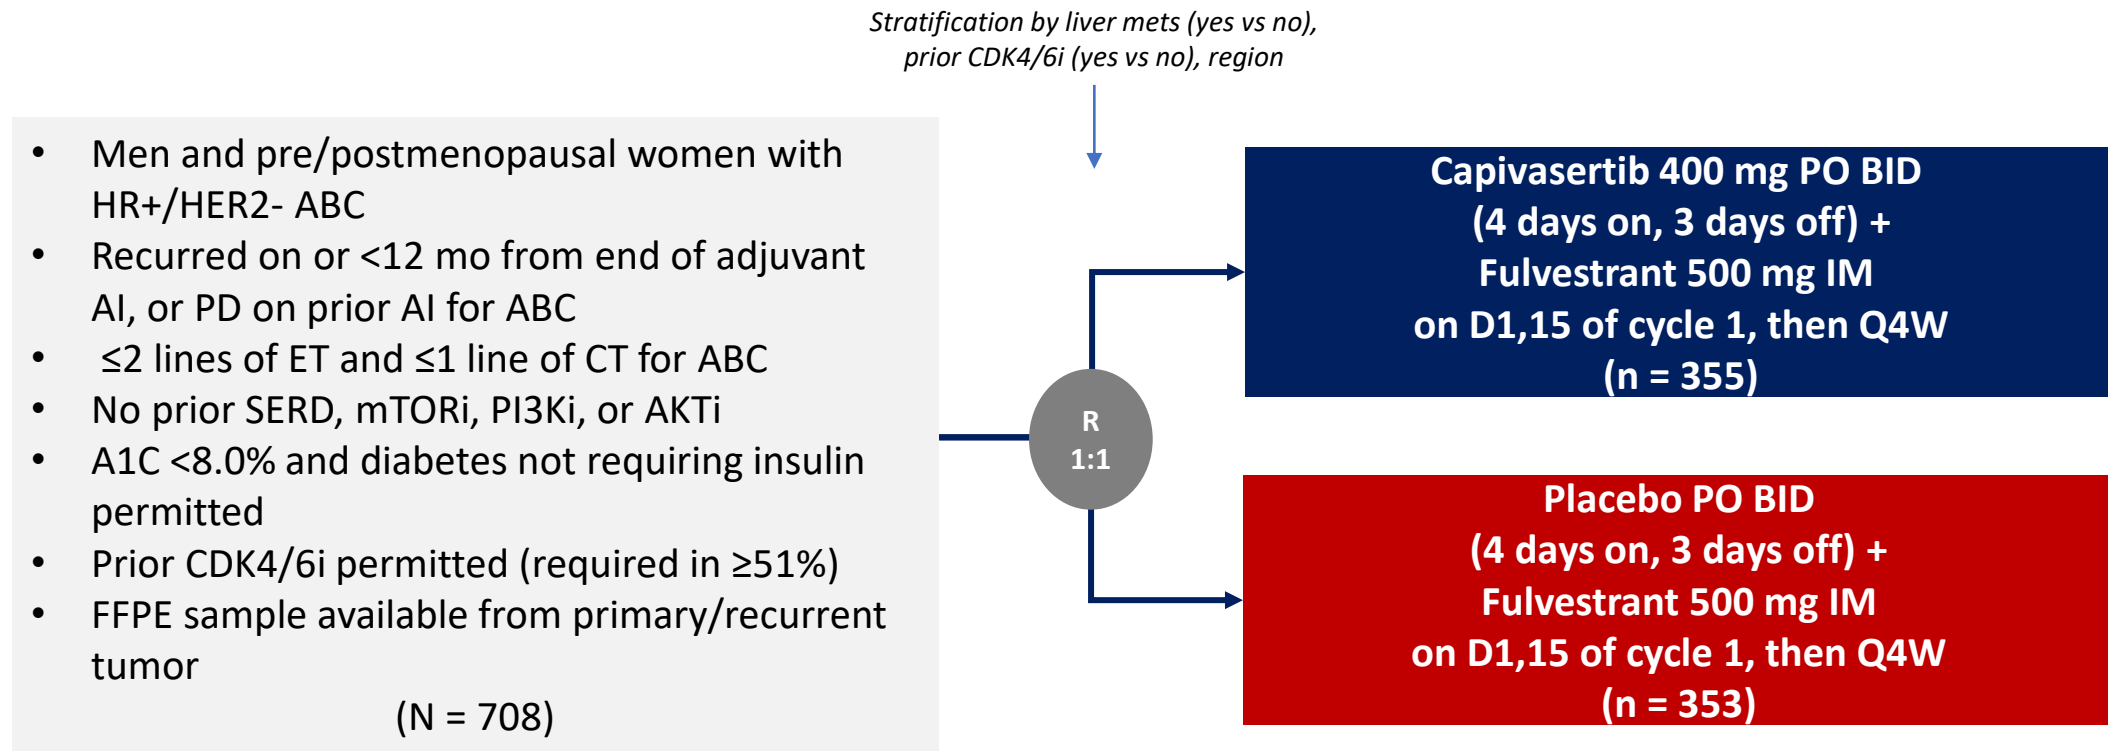 Stratification by liver mets (yes vs no),
prior CDK4/6i (yes vs no), region
• Men and pre/postmenopausal women with
HR+/HER2- ABC
• Recurred on or <12 mo from end of adjuvant
AI, or PD on prior AI for ABC
• ≤2 lines of ET and ≤1 line of CT for ABC
• No prior SERD, mTORi, PI3Ki, or AKTi
• A1C <8.0% and diabetes not requiring insulin
permitted
• Prior CDK4/6i permitted (required in ≥51%)
• FFPE sample available from primary/recurrent
tumor
(N = 708)
R
1:1
Capivasertib 400 mg PO BID
(4 days on, 3 days off) +
Fulvestrant 500 mg IM
on D1,15 of cycle 1, then Q4W
(n = 355)
Placebo PO BID
(4 days on, 3 days off) +
Fulvestrant 500 mg IM
on D1,15 of cycle 1, then Q4W
(n = 353)